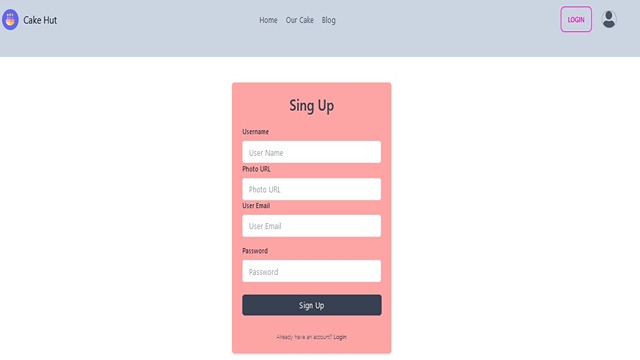 Cake Hut
Home Our Cake Blog
LOGIN
Sing Up
Username
User Name
Photo URL
Photo URL
User Email
User Email
Password
Password
Sign Up
Already have an account? Login